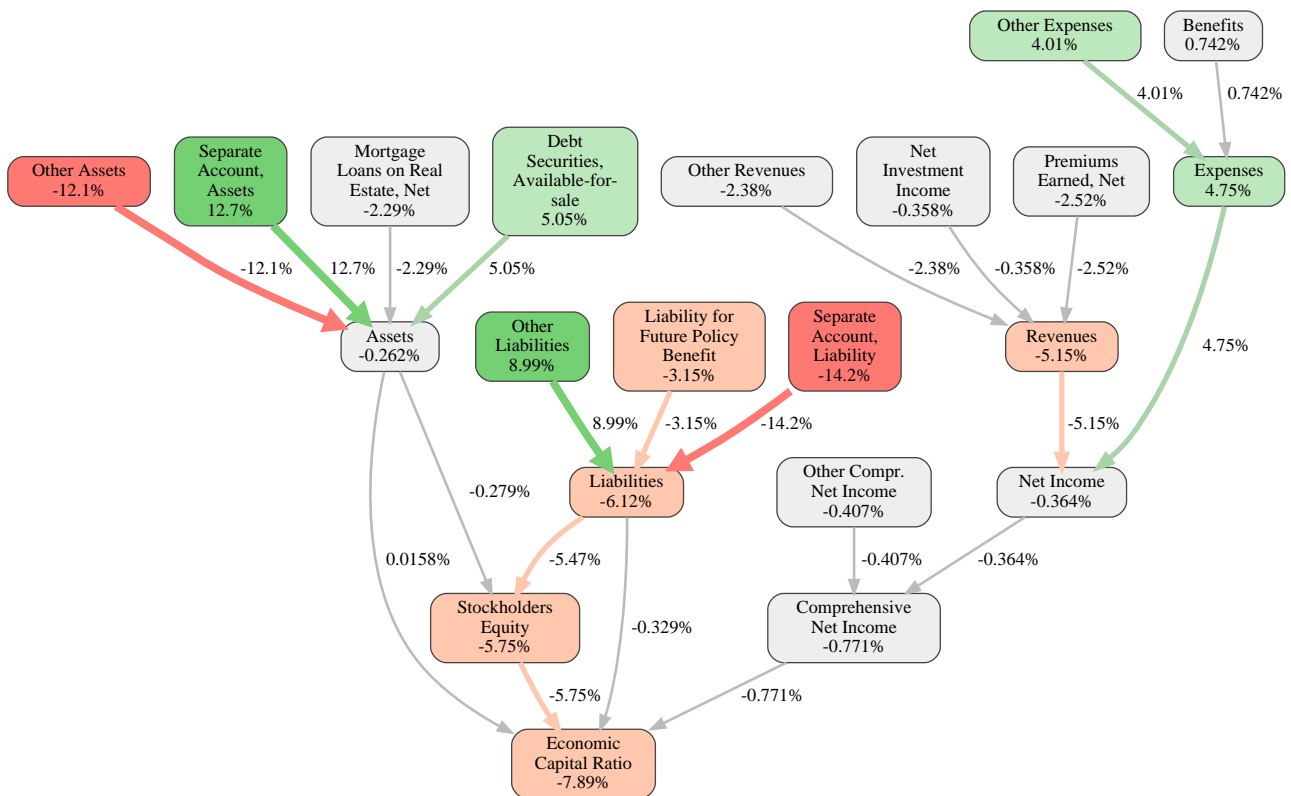 Other Expenses
4.01%
Benefits
0.742%
4.01%
0.742%
Other Assets
-12.1%
Separate
Account,
Assets
12.7%
Mortgage
Loans on Real
Estate, Net
-2.29%
Debt
Securities,
Available-for-
sale
5.05%
Other Revenues
-2.38%
Net
Investment
Income
-0.358%
Premiums
Earned, Net
-2.52%
Expenses
4.75%
-12.1%
12.7%
-2.29%
5.05%
-2.38%
-0.358%
-2.52%
Assets
-0.262%
Other
Liabilities
8.99%
Liability for
Future Policy
Benefit
-3.15%
Separate
Account,
Liability
-14.2%
Revenues
-5.15%
4.75%
8.99%
-3.15%
-14.2%
-5.15%
-0.279%
Liabilities
-6.12%
Other Compr.
Net Income
-0.407%
Net Income
-0.364%
0.0158%
-5.47%
-0.407%
-0.364%
Stockholders
Equity
-5.75%
-0.329%
Comprehensive
Net Income
-0.771%
-5.75%
-0.771%
Economic
Capital Ratio
-7.89%